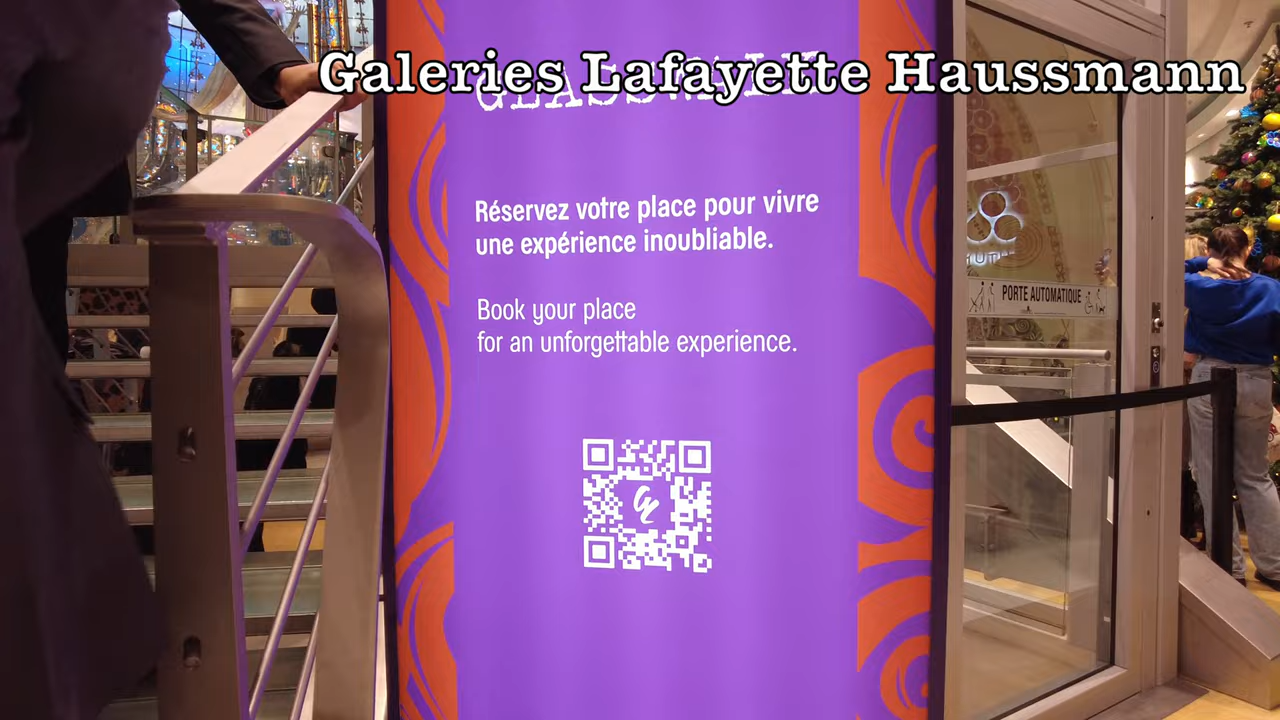 Galeries Lafayette Haussmann
GLASSWALK
Réservez votre place pour vivre
une expérience inoubliable.
Book your place
for an unforgettable experience.
PORTE AUTOMATIQUE